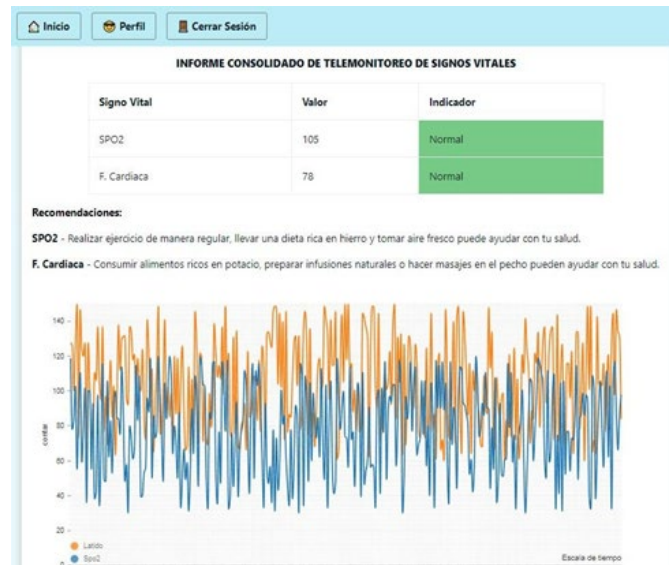 Inicio Perfil Cerrar Sesión
INFORME CONSOLIDADO DE TELEMONITOREO DE SIGNOS VITALES
Signo Vital Valor Indicador
SPO2 105 Normal
F. Cardiaca 78 Normal
Recomendaciones:
SPO2 - Realizar ejercicio de manera regular, llevar una dieta rica en hierro y tomar aire fresco puede ayudar con tu salud.
F. Cardiaca - Consumir alimentos ricos en potacio, preparar infusiones naturales o hacer masajes en el pecho pueden ayudar con tu salud.
140
120
100
80
contar
60
40
20
Latido
Spo2 Escala de tiempo
0